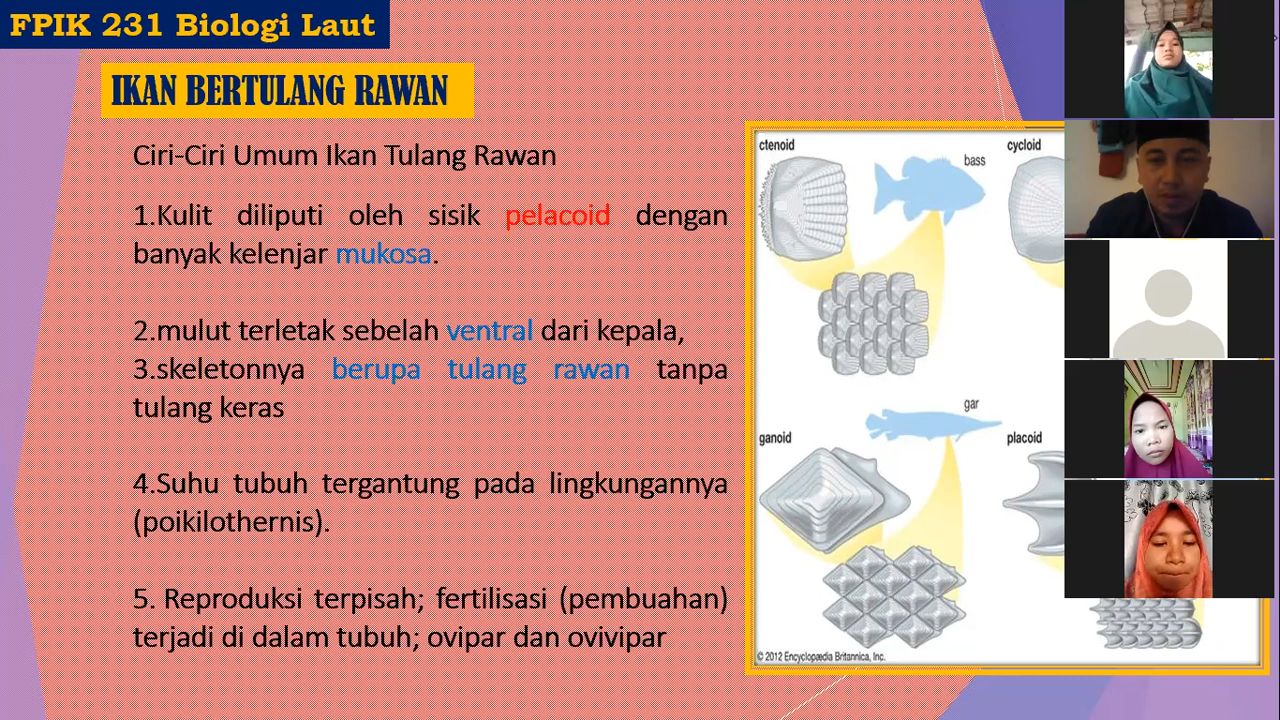 FPIK 231 Biologi Laut
IKAN BERTULANG RAWAN
Ciri-Ciri Umum Ikan Tulang Rawan
1.Kulit diliputi oleh sisik pelacoid dengan
banyak kelenjar mukosa.
2.mulut terletak sebelah ventral dari kepala,
3.skeletonnya berupa tulang rawan tanpa
tulang keras
4.Suhu tubuh tergantung pada lingkungannya
(poikilothernis).
5. Reproduksi terpisah; fertilisasi (pembuahan)
terjadi di dalam tubuh; ovipar dan ovivipar
ctenoid
bass
cycloid
gar
ganoid
placoid
© 2012 Encyclopædia Britannica, Inc.